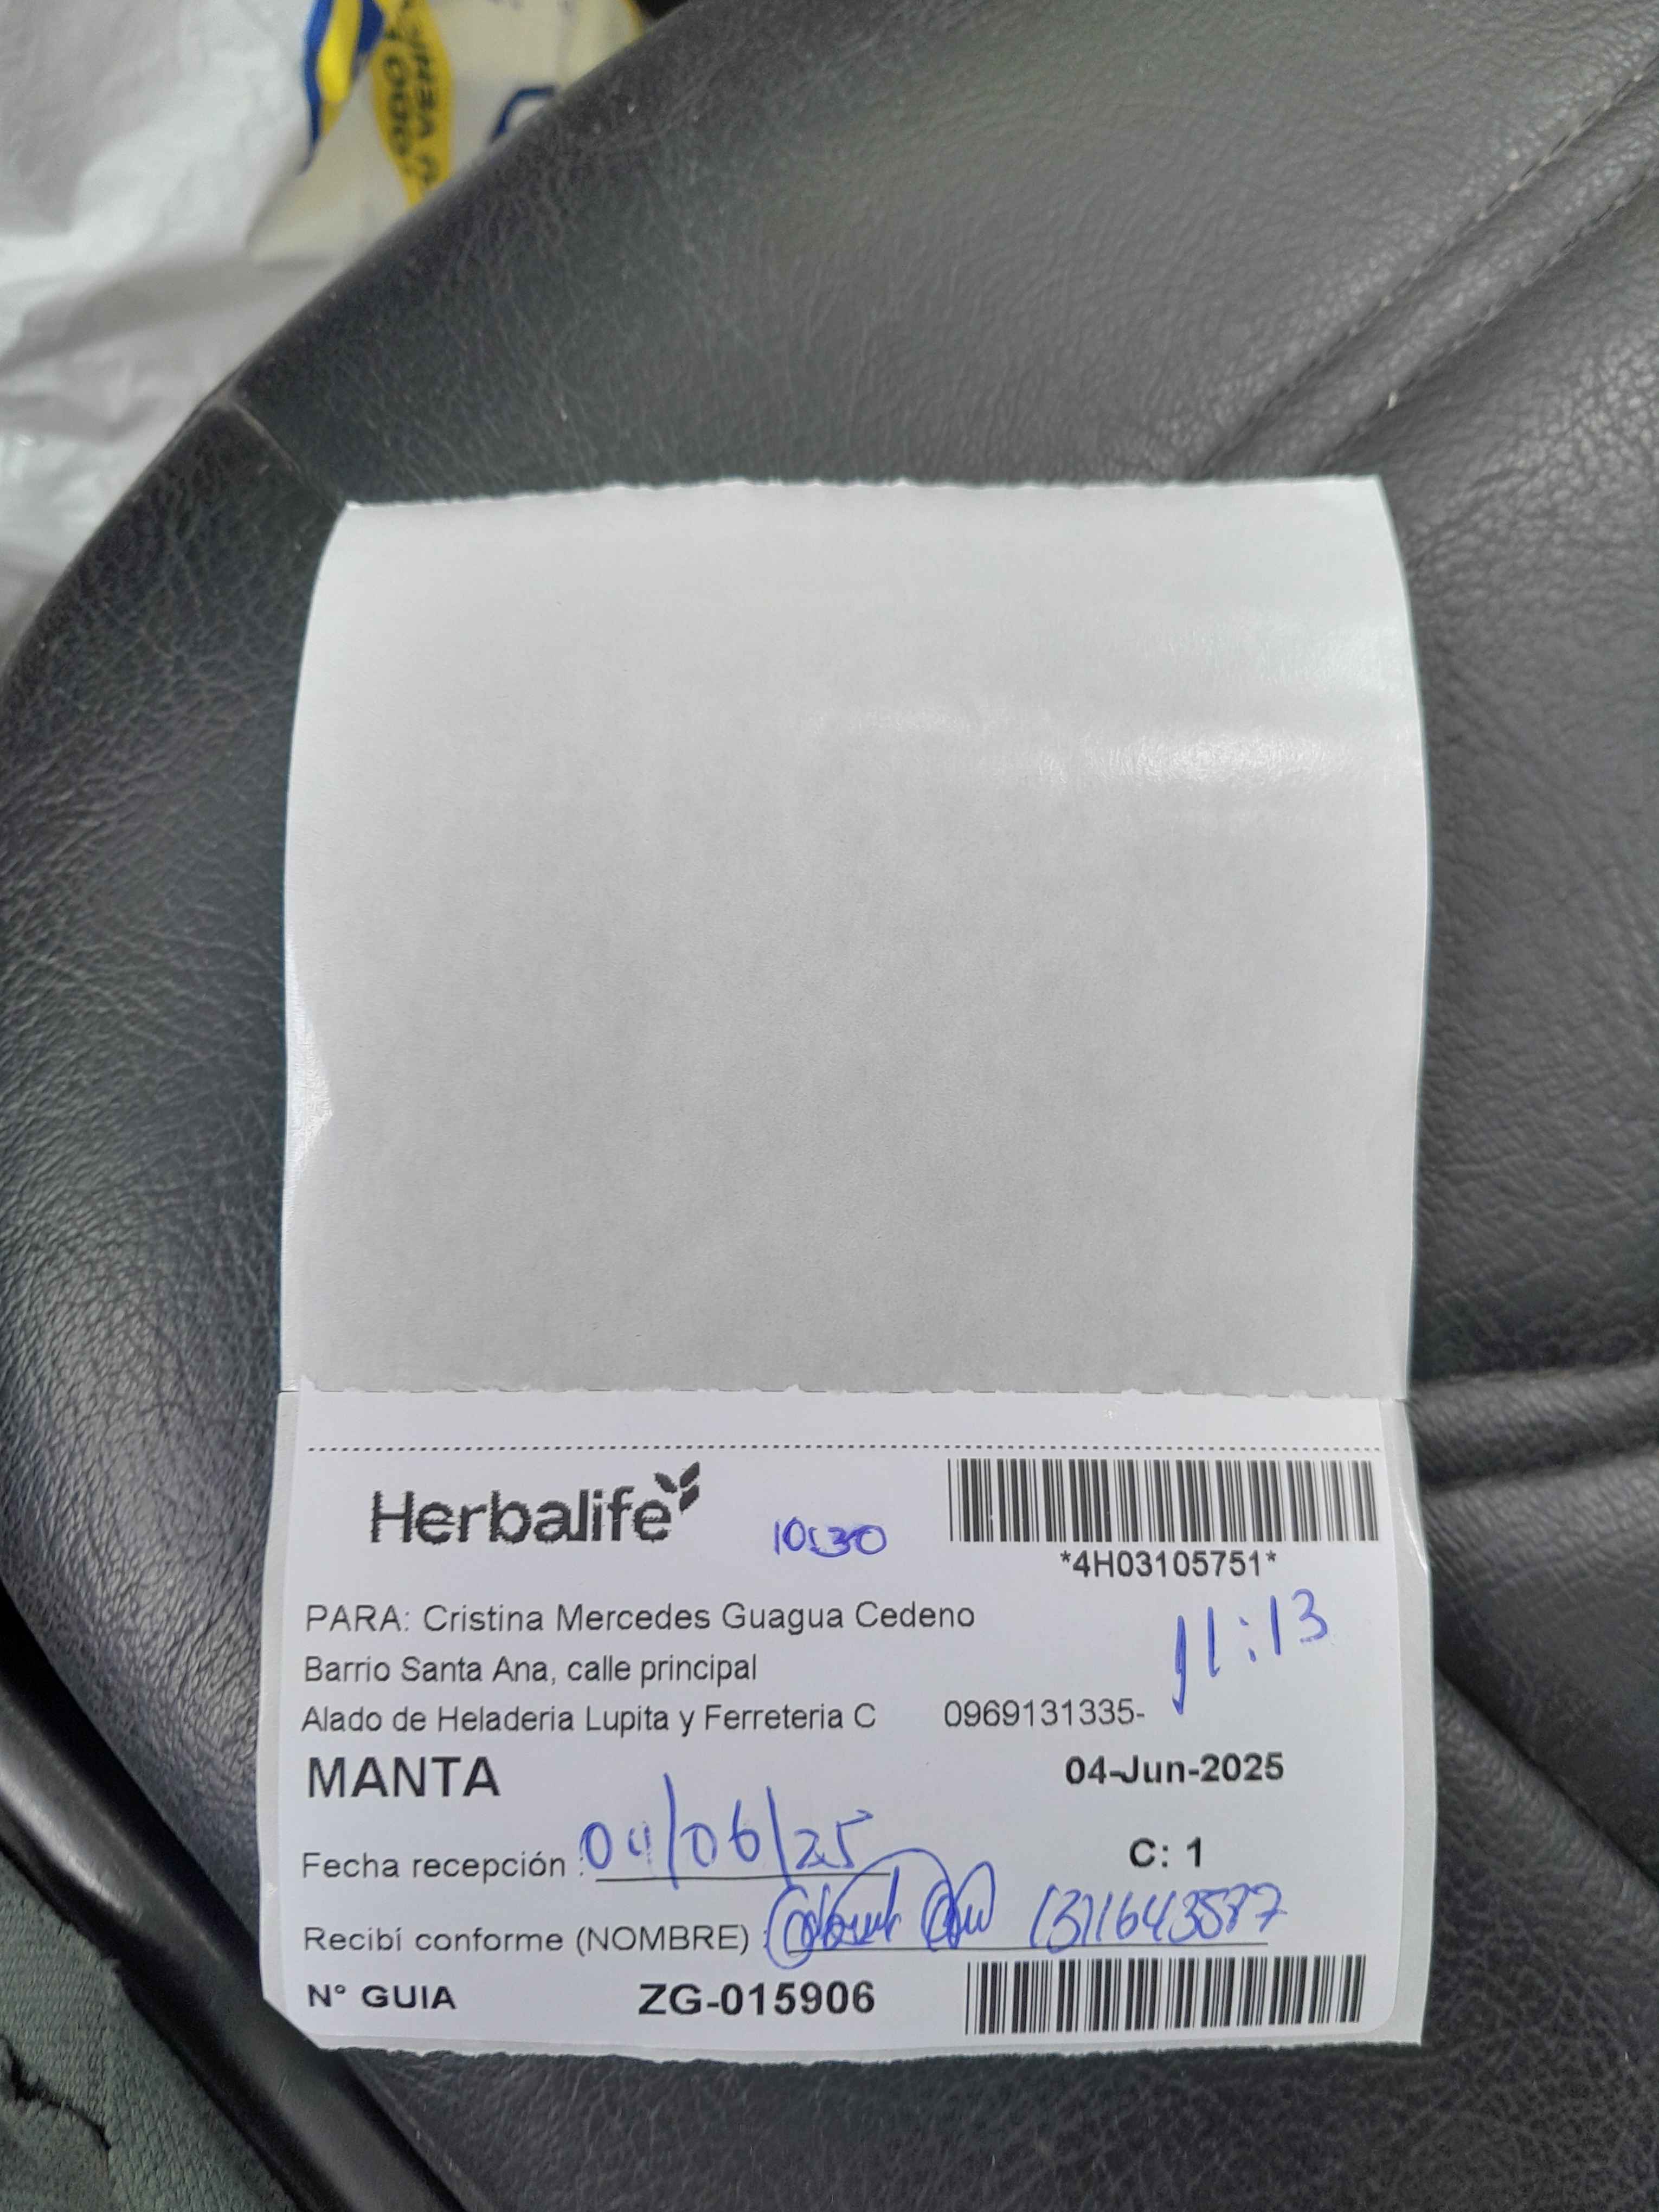 Herbalife
10:30
*4H03105751*
PARA: Cristina Mercedes Guagua Cedeno
11:13
Barrio Santa Ana, calle principal
Alado de Heladeria Lupita y Ferreteria C 0969131335-
MANTA 04-Jun-2025
Fecha recepción : 04/06/25 C: 1
Recibí conforme (NOMBRE) : 1311643587
N° GUIA ZG-015906